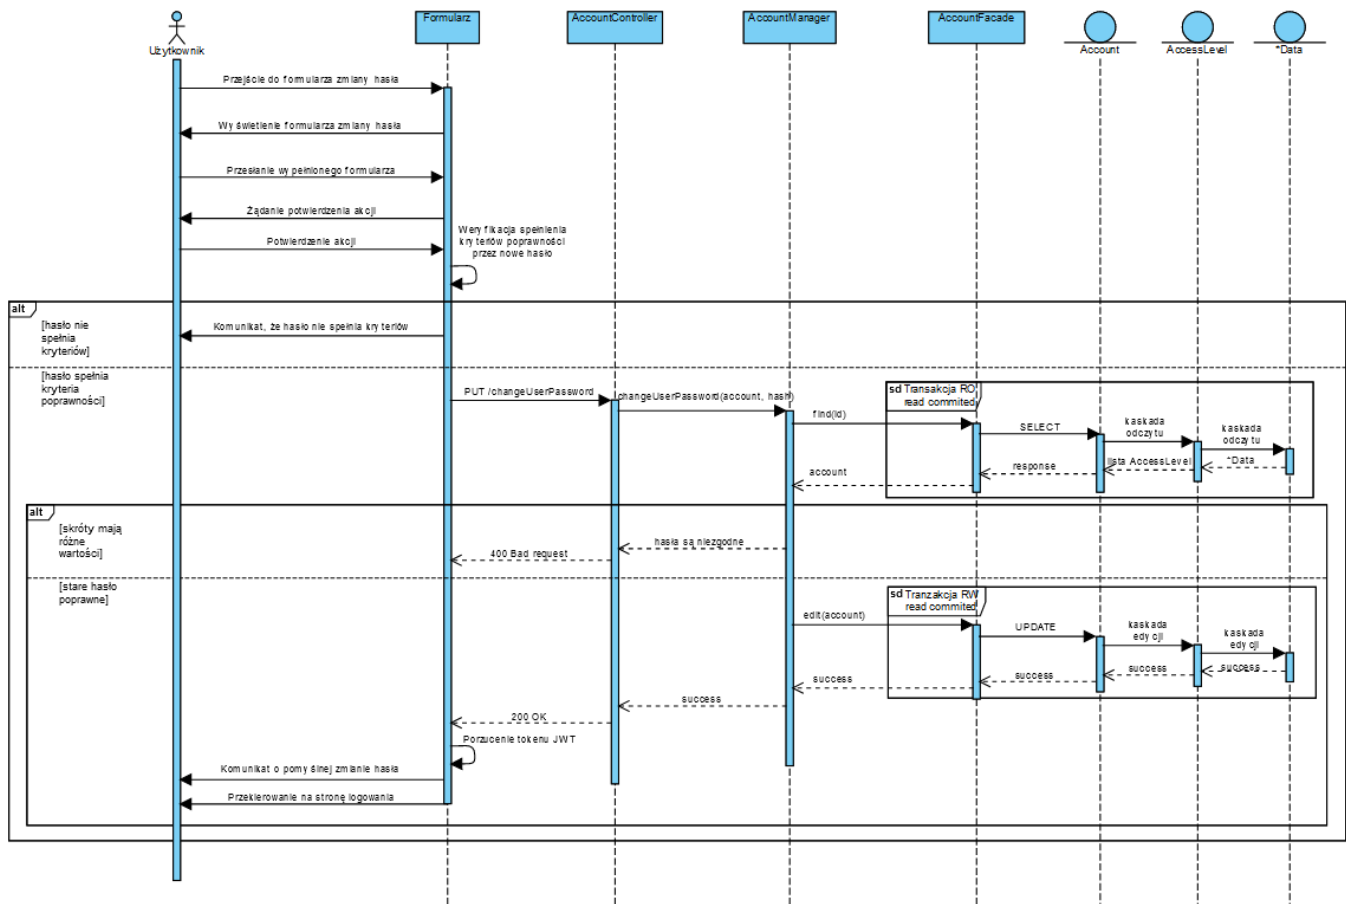 Użytkownik
Formularz
AccountController
AccountManager
AccountFacade
Account
AccessLevel
*Data
Przejście do formularza zmiany hasła
Wyświetlenie formularza zmiany hasła
Przesłanie wypełnionego formularza
Żądanie potwierdzenia akcji
Potwierdzenie akcji
Weryfikacja spełnienia
kryteriów poprawności
przez nowe hasło
alt
[hasło nie
spełnia
kryteriów]
Komunikat, że hasło nie spełnia kryteriów
[hasło spełnia
kryteria
poprawności]
PUT /changeUserPassword
changeUserPassword(account, hash)
sd Transakcja RO
read commited
find(id)
SELECT
kaskada
odczytu
kaskada
odczytu
*Data
lista AccessLevel
response
account
alt
[skróty mają
różne
wartości]
hasła są niezgodne
400 Bad request
[stare hasło
poprawne]
sd Tranzakcja RW
read commited
edit(account)
UPDATE
kaskada
edycji
kaskada
edycji
success
success
success
success
success
200 OK
Porzucenie tokenu JWT
Komunikat o pomyślnej zmianie hasła
Przekierowanie na stronę logowania